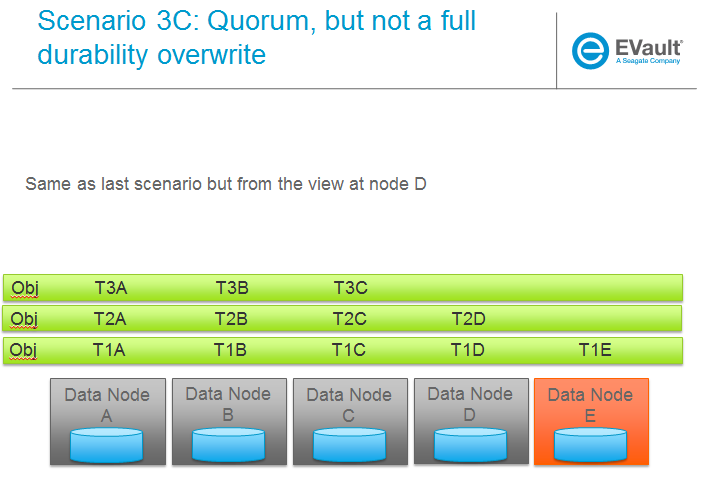 Scenario 3C: Quorum, but not a full
durability overwrite
EVault
A Seagate Company
Same as last scenario but from the view at node D
Obj T3A T3B T3C
Obj T2A T2B T2C T2D
Obj T1A T1B T1C T1D T1E
Data Node A
Data Node B
Data Node C
Data Node D
Data Node E